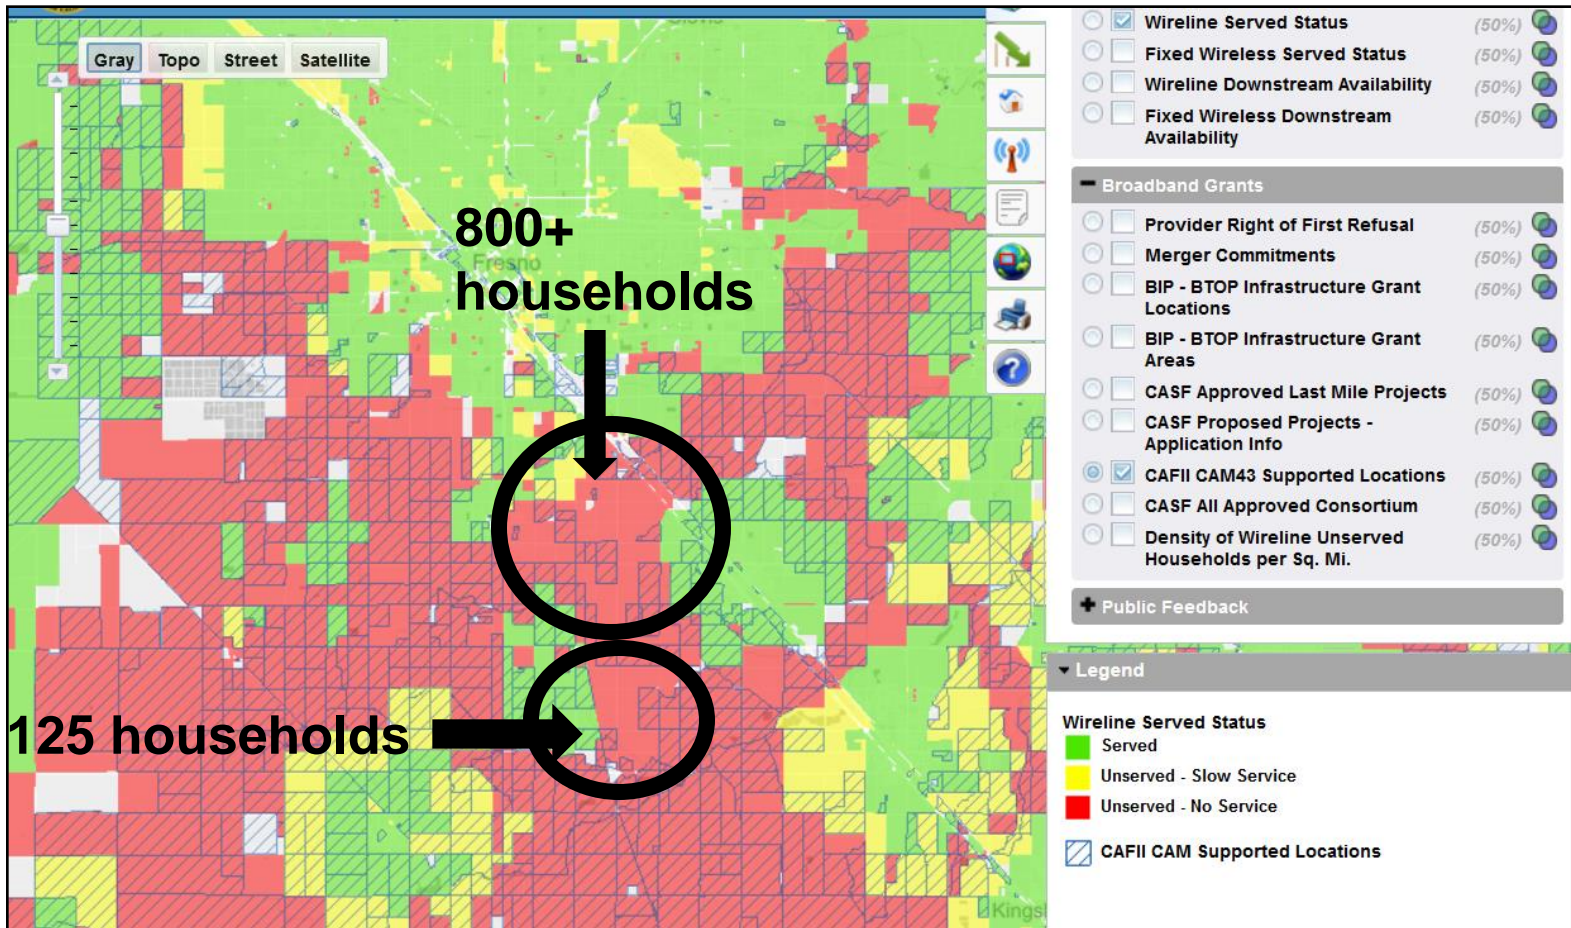 Clovis
Gray Topo Street Satellite
Fresno
800+
households
125 households
Kings
Wireline Served Status (50%)
Fixed Wireless Served Status (50%)
Wireline Downstream Availability (50%)
Fixed Wireless Downstream (50%)
Availability
Broadband Grants
Provider Right of First Refusal (50%)
Merger Commitments (50%)
BIP - BTOP Infrastructure Grant (50%)
Locations
BIP - BTOP Infrastructure Grant (50%)
Areas
CASF Approved Last Mile Projects (50%)
CASF Proposed Projects - (50%)
Application Info
CAFII CAM43 Supported Locations (50%)
CASF All Approved Consortium (50%)
Density of Wireline Unserved (50%)
Households per Sq. Mi.
Public Feedback
Legend
Wireline Served Status
Served
Unserved - Slow Service
Unserved - No Service
CAFII CAM Supported Locations